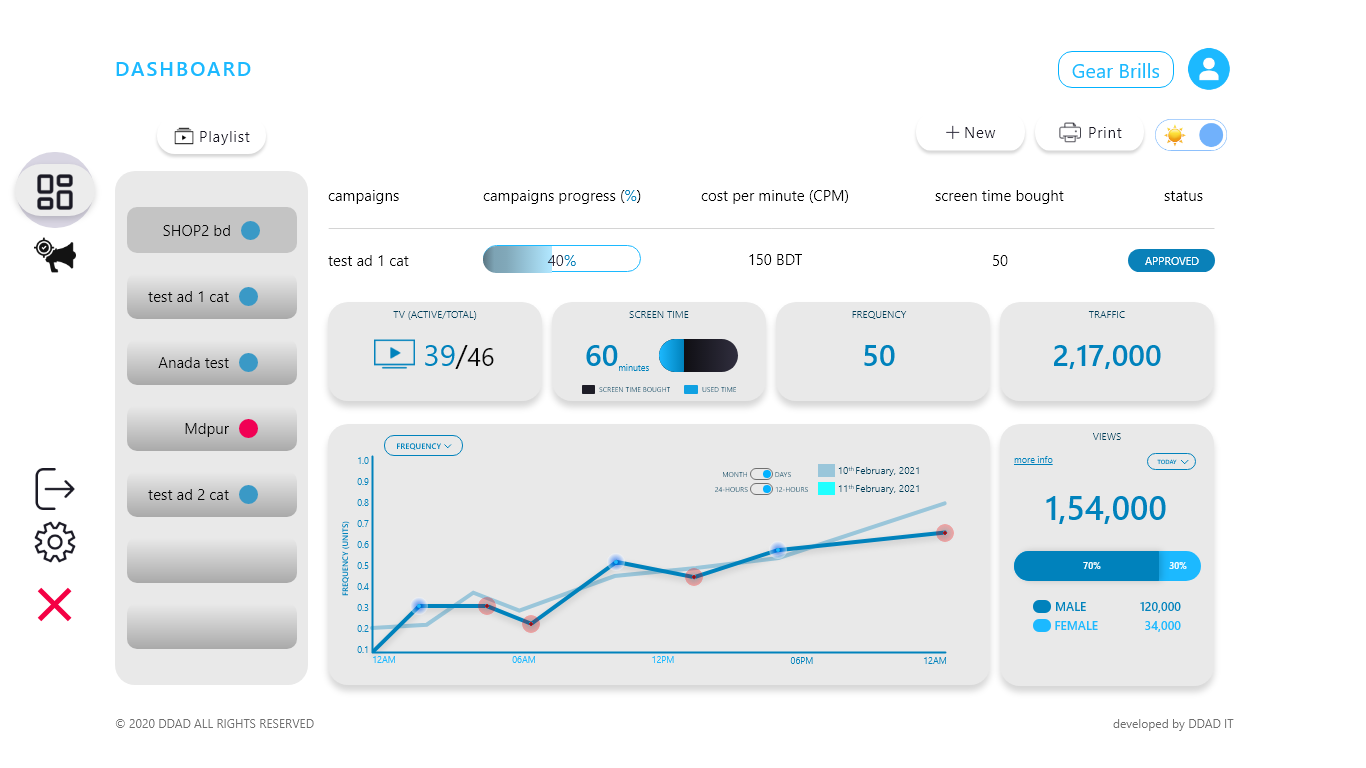 DASHBOARD
Gear Brills
Playlist
New
Print
campaigns campaigns progress (%) cost per minute (CPM) screen time bought status
test ad 1 cat 40% 150 BDT 50 APPROVED
SHOP2 bd
test ad 1 cat
Anada test
Mdpur
test ad 2 cat
TV (ACTIVE/TOTAL)
39/46
SCREEN TIME
60 minutes
SCREEN TIME BOUGHT USED TIME
FREQUENCY
50
TRAFFIC
2,17,000
FREQUENCY
MONTH DAYS
24-HOURS 12-HOURS
10th February, 2021
11th February, 2021
FREQUENCY (UNITS)
1.0
0.9
0.8
0.7
0.6
0.5
0.4
0.3
0.2
0.1
12AM 06AM 12PM 06PM 12AM
VIEWS
more info TODAY
1,54,000
70% 30%
MALE 120,000
FEMALE 34,000
© 2020 DDAD ALL RIGHTS RESERVED
developed by DDAD IT